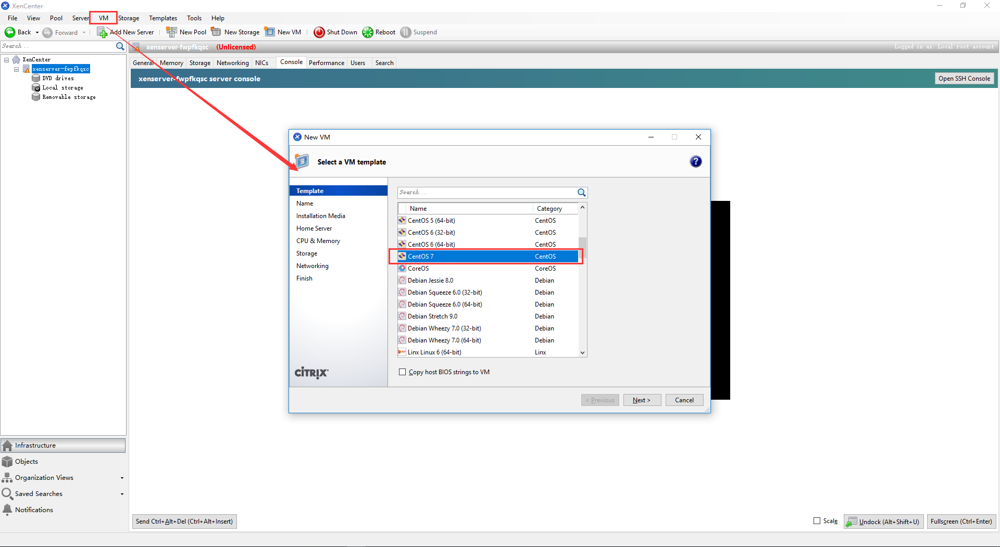 XenCenter
File View Pool Server VM Storage Templates Tools Help
Back Forward Add New Server New Pool New Storage New VM Shut Down Reboot Suspend
Search...
xenserver-fwpfkqsc (Unlicensed) Logged in as: Local root account
XenCenter
xenserver-fwpfkqsc
DVD drives
Local storage
Removable storage
General Memory Storage Networking NICs Console Performance Users Search
xenserver-fwpfkqsc server console
Open SSH Console
New VM
Select a VM template
?
Template
Name
Installation Media
Home Server
CPU & Memory
Storage
Networking
Finish
CITRIX
Search...
Name Category
CentOS 5 (64-bit) CentOS
CentOS 6 (32-bit) CentOS
CentOS 6 (64-bit) CentOS
CentOS 7 CentOS
CoreOS CoreOS
Debian Jessie 8.0 Debian
Debian Squeeze 6.0 (32-bit) Debian
Debian Squeeze 6.0 (64-bit) Debian
Debian Stretch 9.0 Debian
Debian Wheezy 7.0 (32-bit) Debian
Debian Wheezy 7.0 (64-bit) Debian
Linx Linux 6 (64-bit) Linx
Copy host BIOS strings to VM
< Previous Next > Cancel
Infrastructure
Objects
Organization Views
Saved Searches
Notifications
Send Ctrl+Alt+Del (Ctrl+Alt+Insert)
Scale Undock (Alt+Shift+U) Fullscreen (Ctrl+Enter)